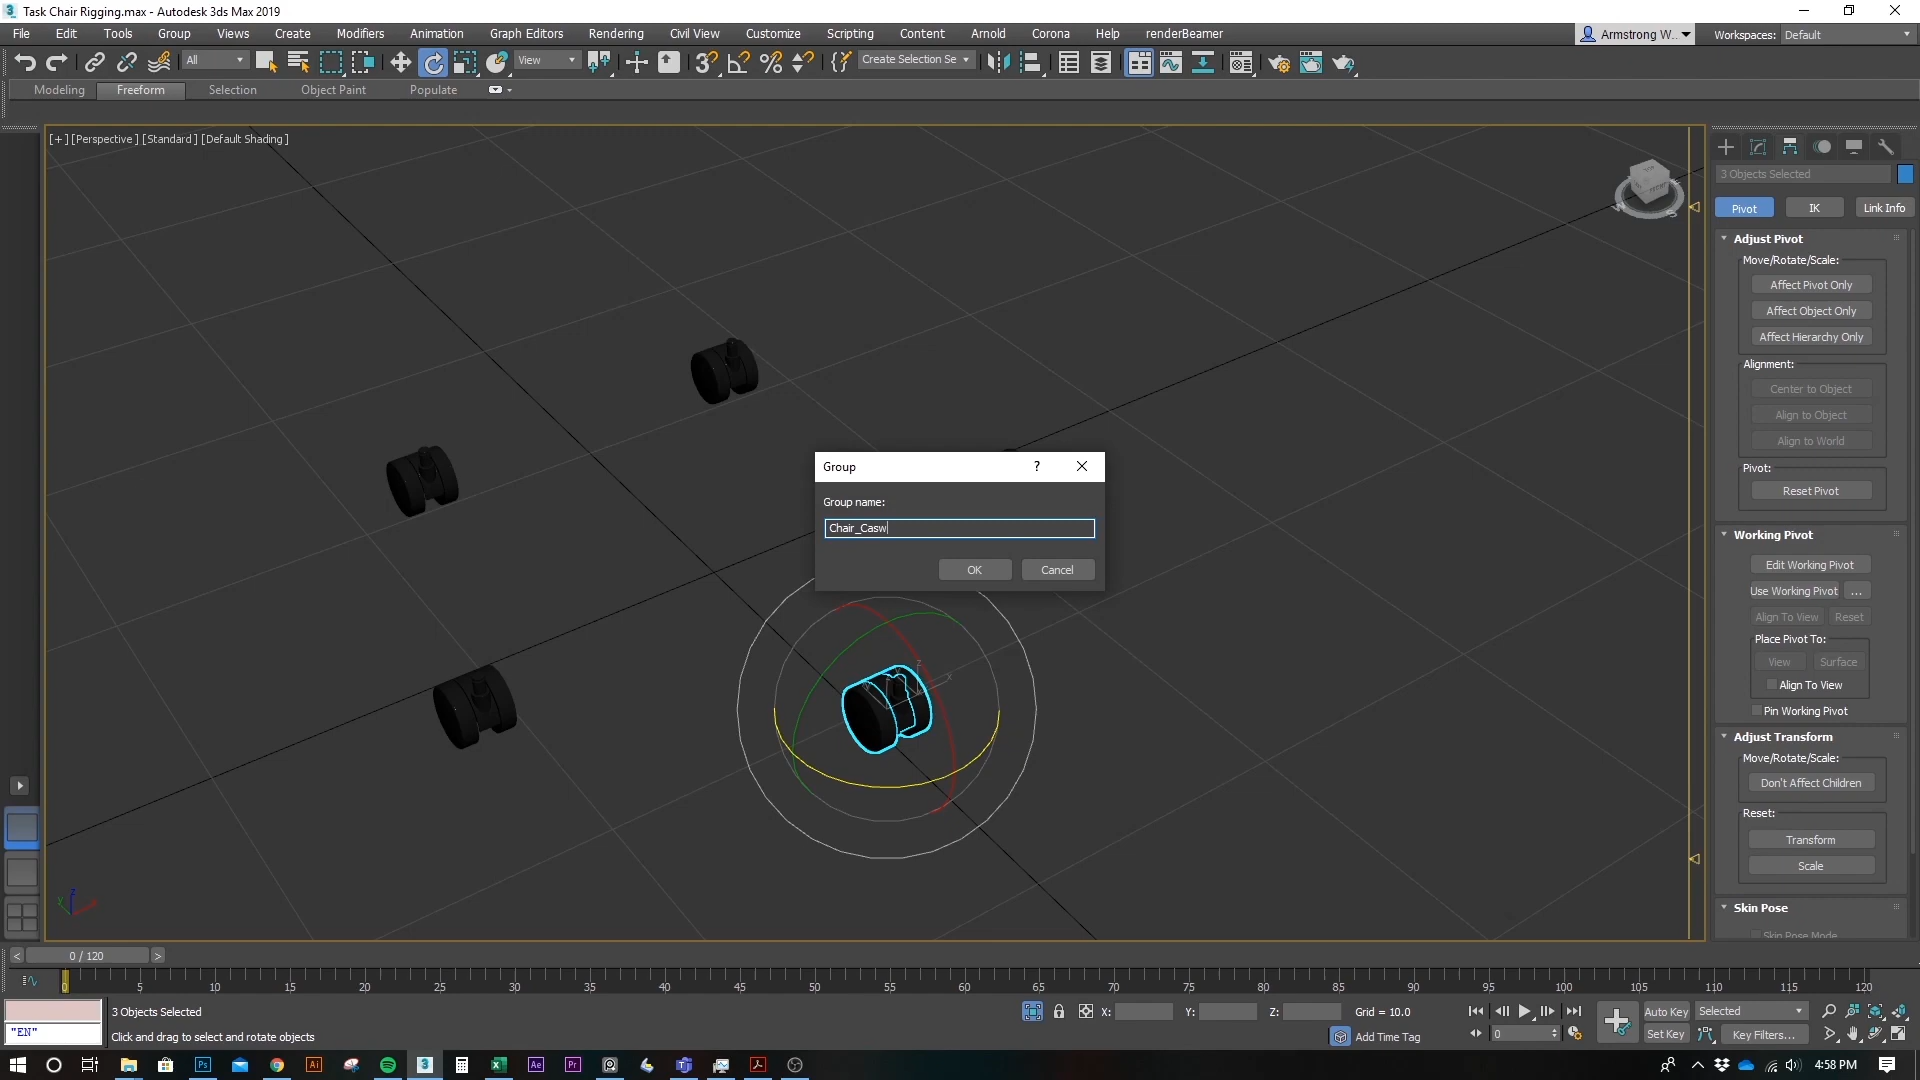 Task Chair Rigging.max - Autodesk 3ds Max 2019
File Edit Tools Group Views Create Modifiers Animation Graph Editors Rendering Civil View Customize Scripting Content Arnold Corona Help renderBeamer Armstrong W... Workspaces: Default
All View Create Selection Se
Modeling Freeform Selection Object Paint Populate
[+] [Perspective] [Standard] [Default Shading]
3 Objects Selected
Pivot IK Link Info
Adjust Pivot
Move/Rotate/Scale:
Affect Pivot Only
Affect Object Only
Affect Hierarchy Only
Alignment:
Center to Object
Align to Object
Align to World
Pivot:
Reset Pivot
Working Pivot
Edit Working Pivot
Use Working Pivot ...
Align To View Reset
Place Pivot To:
View Surface
Align To View
Pin Working Pivot
Adjust Transform
Move/Rotate/Scale:
Don't Affect Children
Reset:
Transform
Scale
Skin Pose
Skin Pose Mode
Group ?
Group name:
Chair_Casw
OK Cancel
z x
z y
< 0 / 120 >
0 5 10 15 20 25 30 35 40 45 50 55 60 65 70 75 80 85 90 95 100 105 110 115 120
3 Objects Selected X: Y: Z: Grid = 10.0 Auto Key Selected
"EN" Click and drag to select and rotate objects Add Time Tag 0 Set Key Key Filters...
Ps Ai 3 Ae Pr 4:58 PM